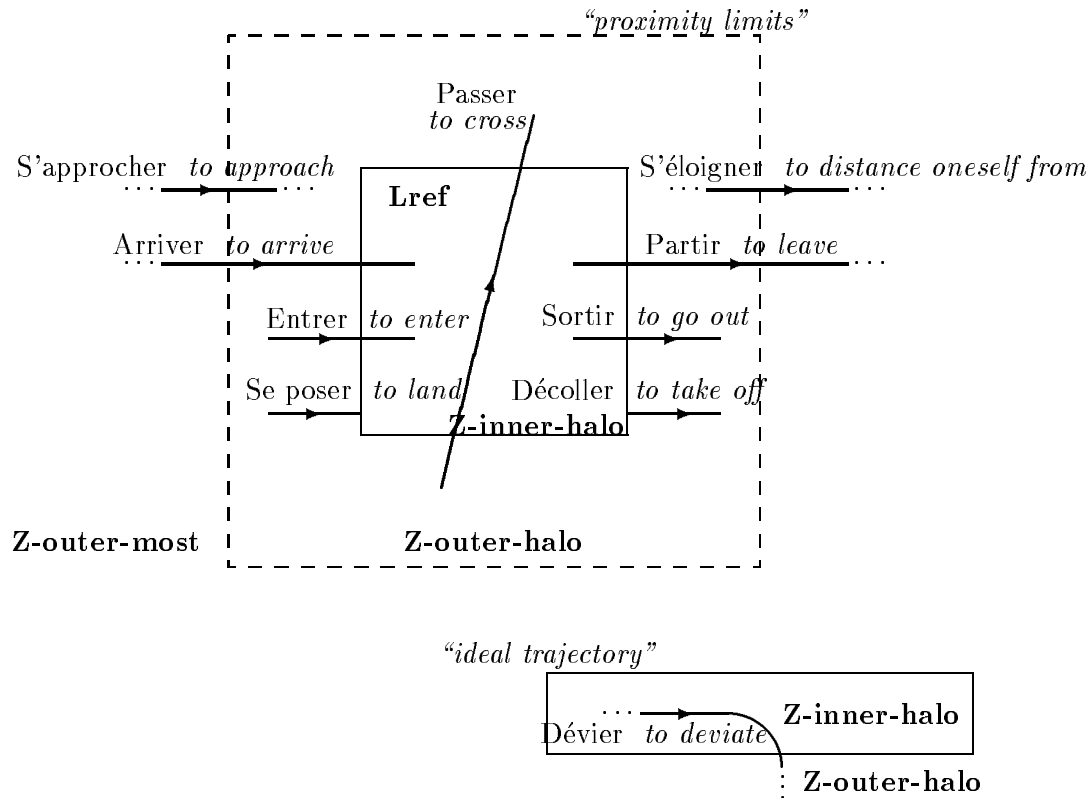 “proximity limits”
Passer
to cross
S'approcher to approach
S'éloigner to distance oneself from
Lref
Arriver to arrive
Partir to leave
Entrer to enter
Sortir to go out
Se poser to land
Décoller to take off
Z-inner-halo
Z-outer-most
Z-outer-halo
“ideal trajectory”
Z-inner-halo
Dévier to deviate
Z-outer-halo